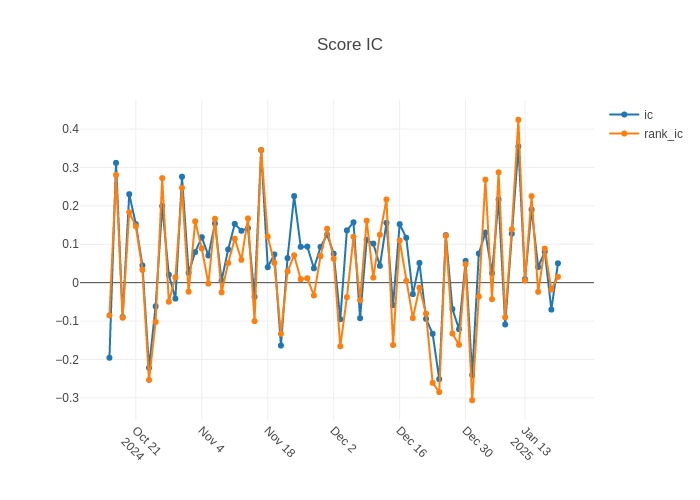 Score IC
ic
rank_ic
0.4
0.3
0.2
0.1
0
−0.1
−0.2
−0.3
Oct 21
2024
Nov 4
Nov 18
Dec 2
Dec 16
Dec 30
Jan 13
2025